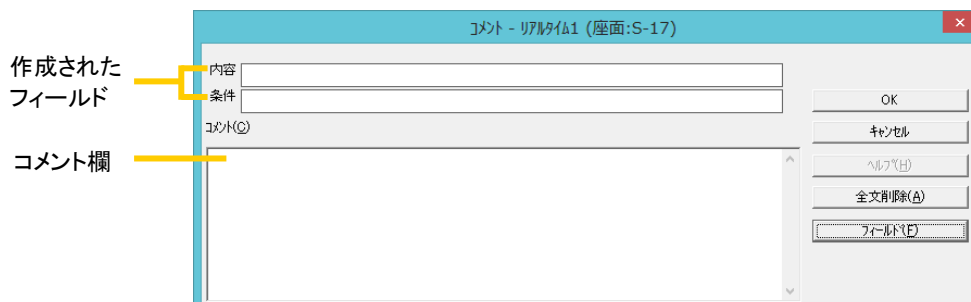 ｺﾒﾝﾄ - ﾘｱﾙﾀｲﾑ1 (座面:S-17)
作成された
フィールド
内容
条件
ｺﾒﾝﾄ(C)
コメント欄
OK
ｷｬﾝｾﾙ
ﾍﾙﾌﾟ(H)
全文削除(A)
ﾌｨｰﾙﾄﾞ(F)